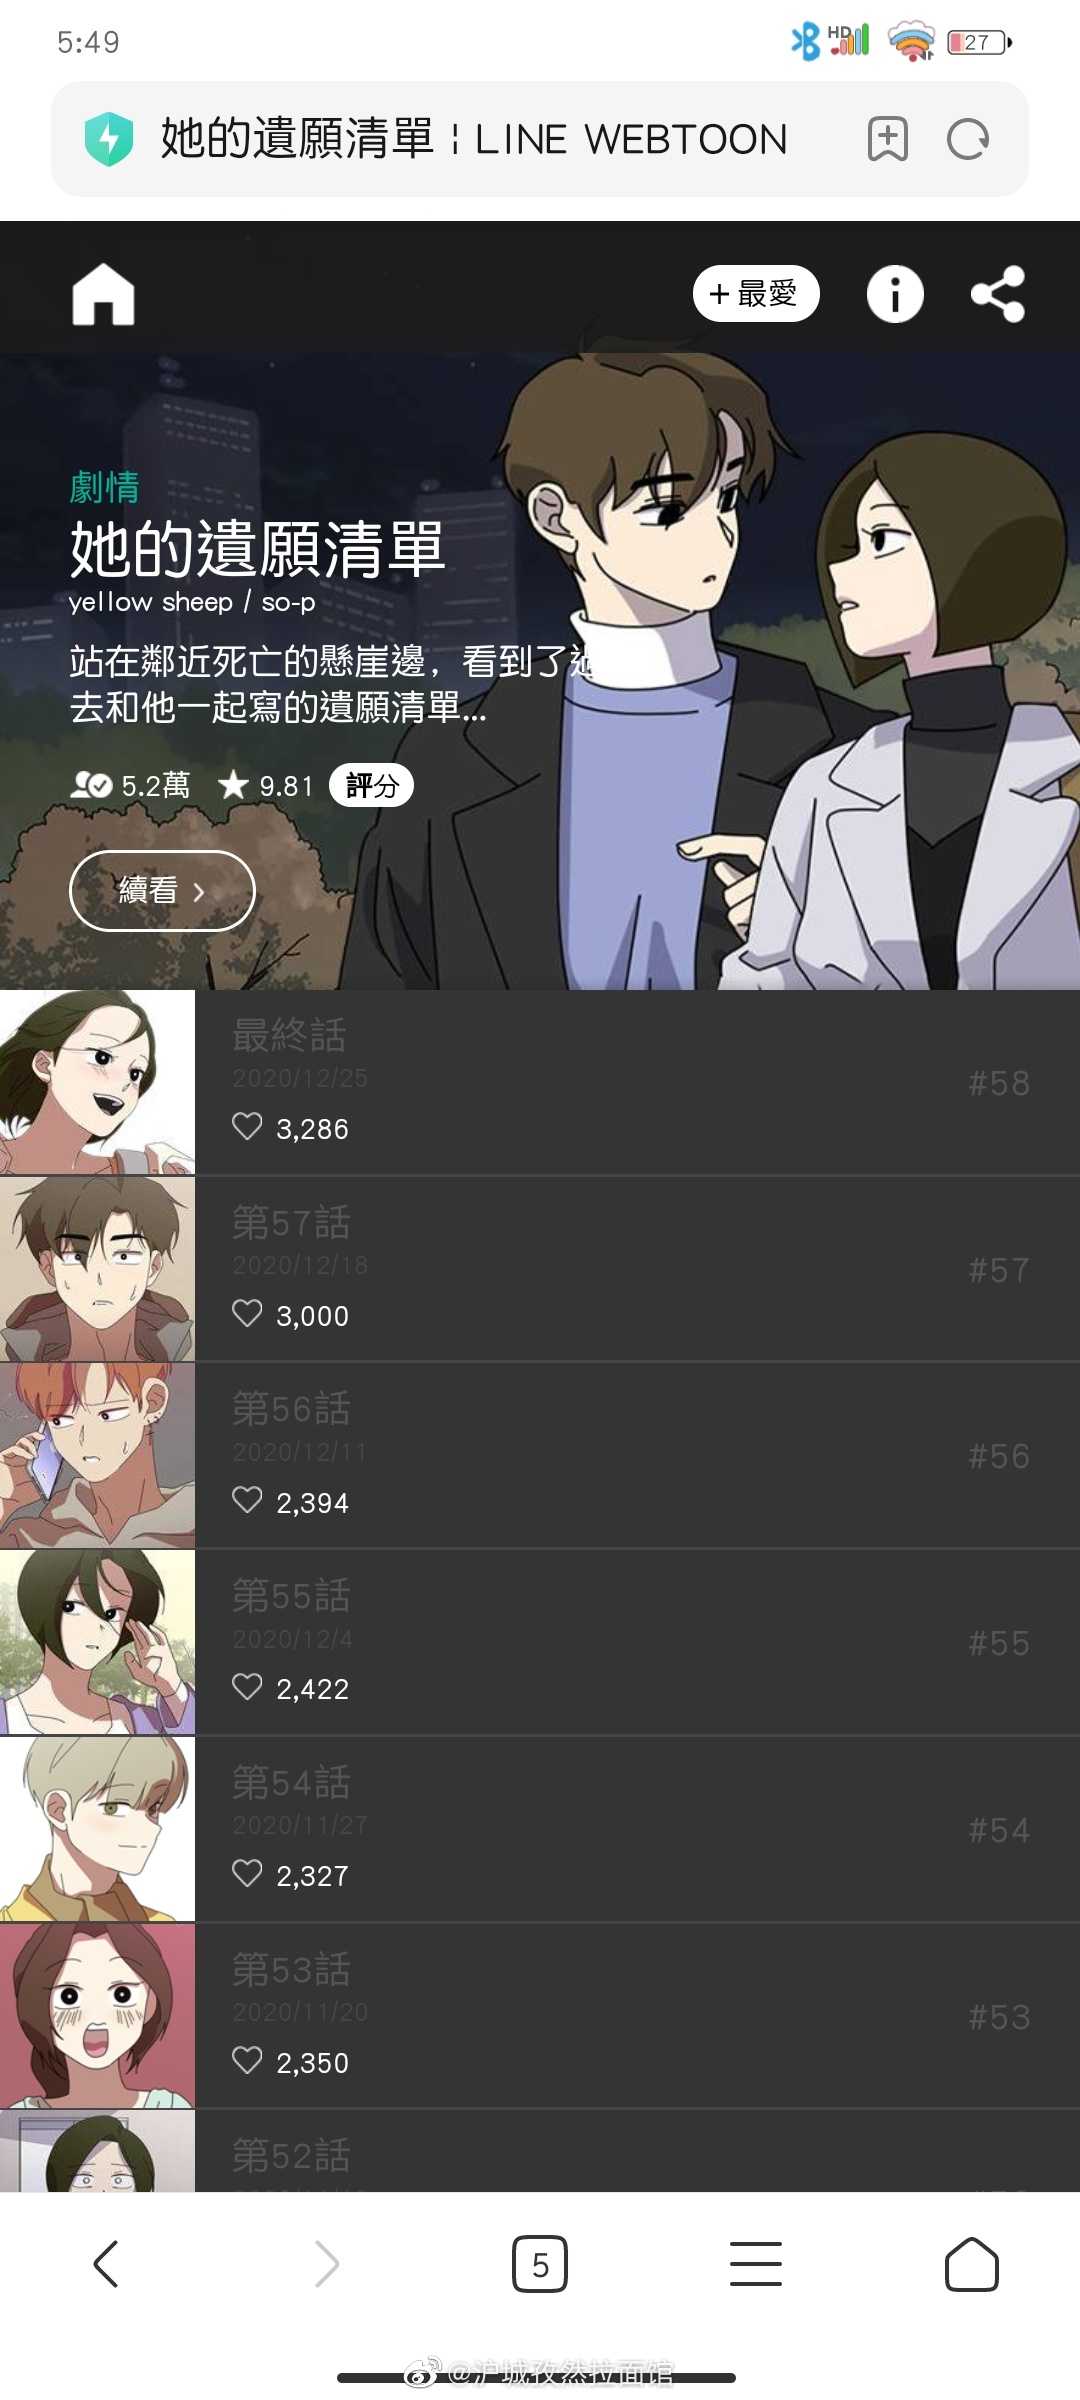 5:49
HD
27
她的遺願清單 ¦ LINE WEBTOON
+ 最愛
劇情
她的遺願清單
yellow sheep / so-p
站在鄰近死亡的懸崖邊，看到了過
去和他一起寫的遺願清單...
5.2萬 9.81 評分
續看
最終話
2020/12/25
#58
3,286
第57話
2020/12/18
#57
3,000
第56話
2020/12/11
#56
2,394
第55話
2020/12/4
#55
2,422
第54話
2020/11/27
#54
2,327
第53話
2020/11/20
#53
2,350
第52話
5
@沪城孜然拉面馆